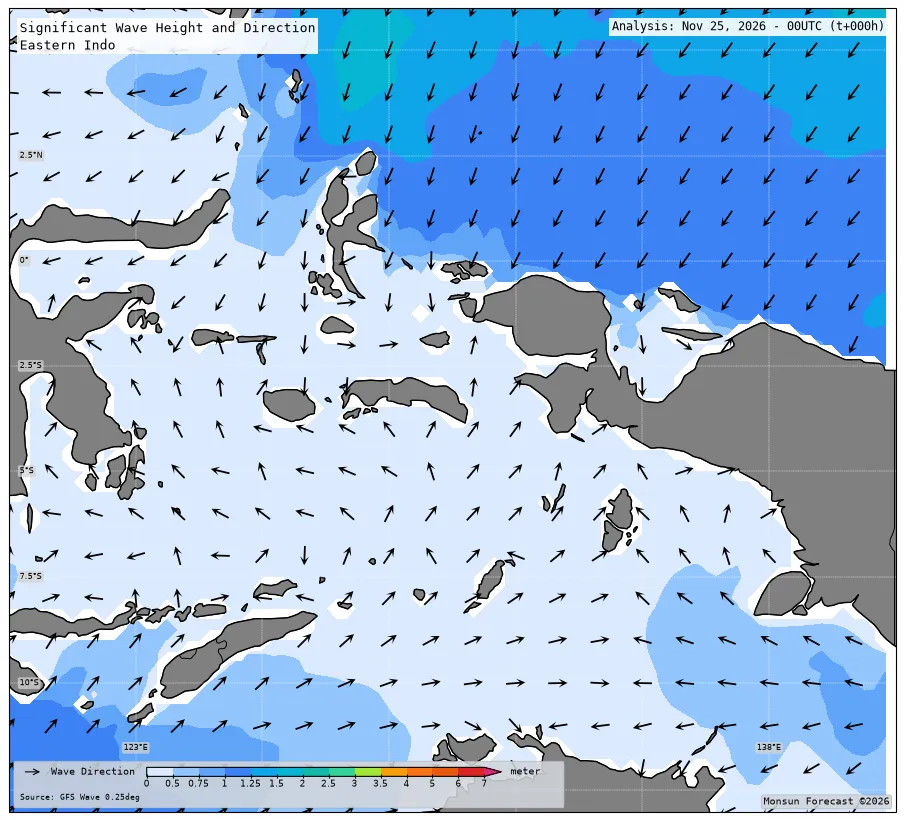 Significant Wave Height and Direction
Eastern Indo
Analysis: Nov 25, 2026 - 00UTC (t+000h)
2.5°N
0°
2.5°S
5°S
7.5°S
10°S
123°E
138°E
Wave Direction
meter
0 0.5 0.75 1 1.25 1.5 2 2.5 3 4 5 6 7
Source: GFS Wave 0.25deg
Monsun Forecast ©2026